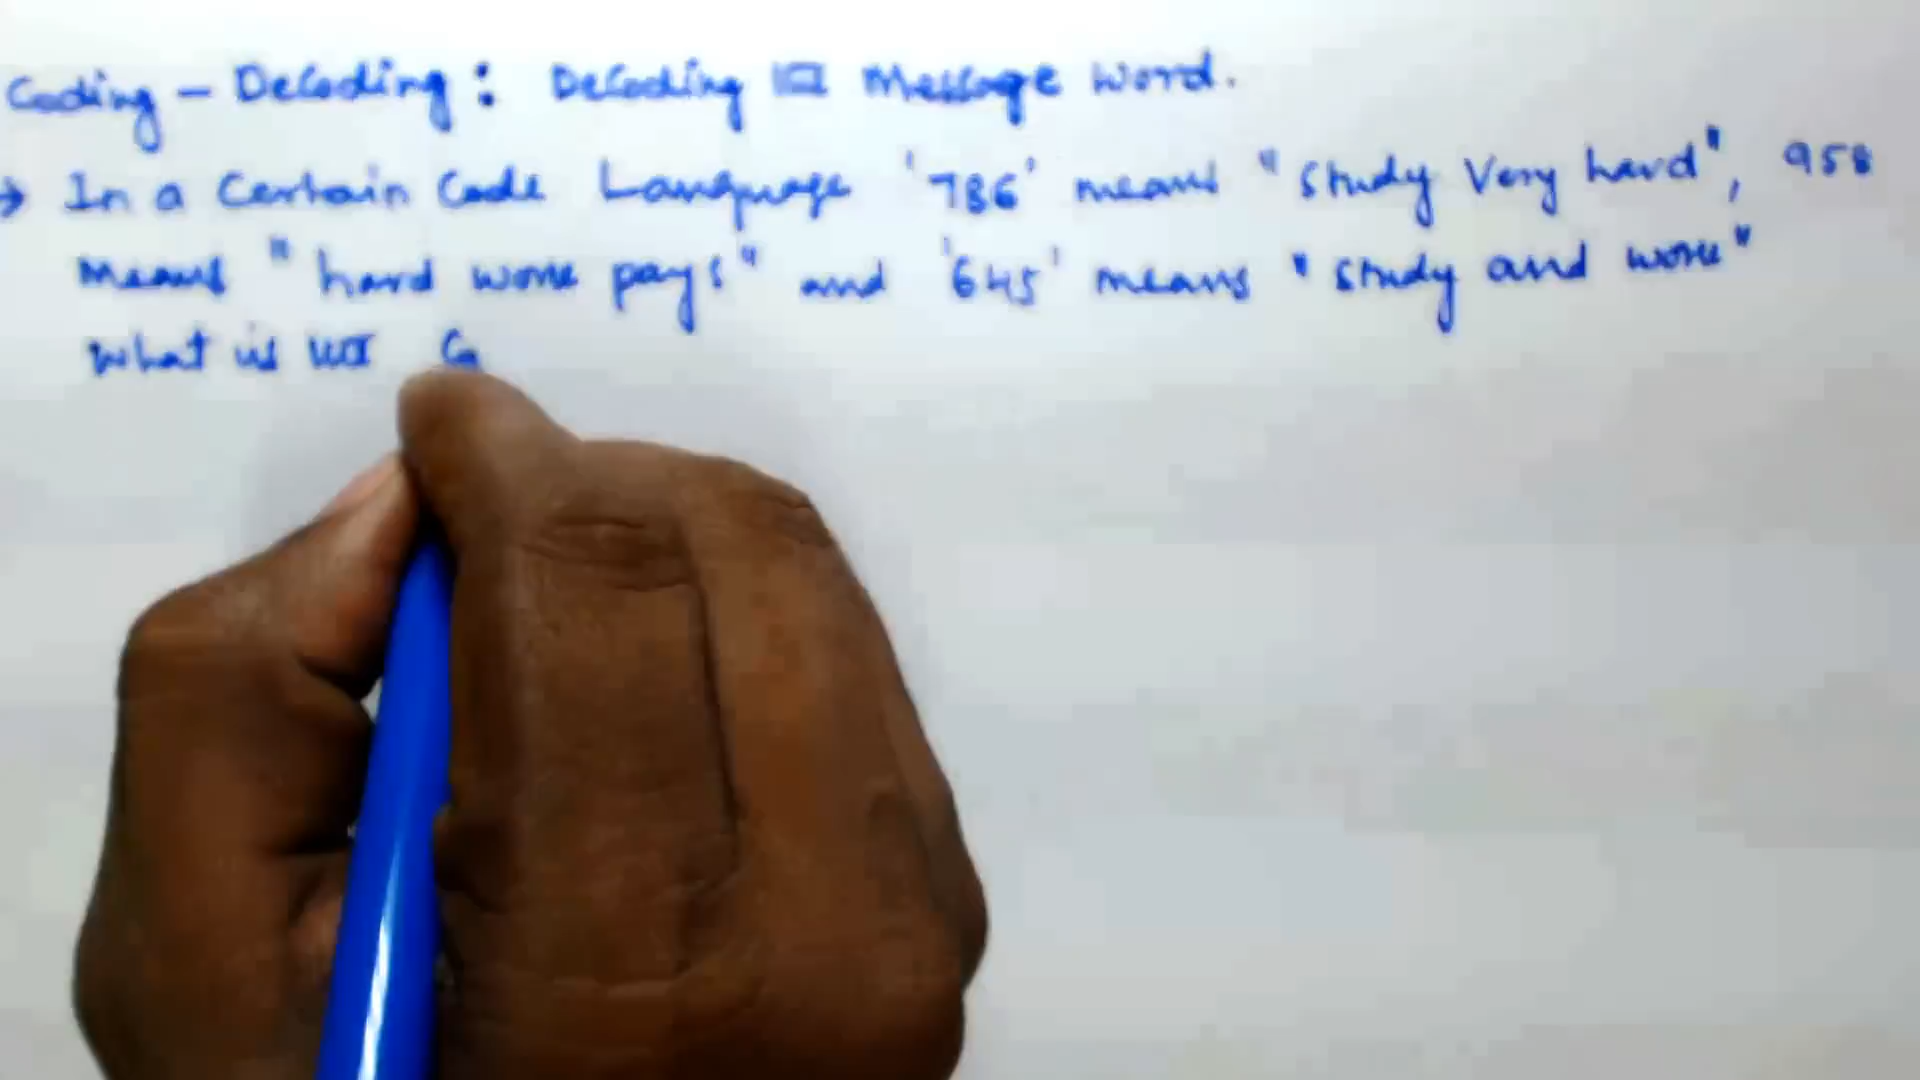 Coding - Decoding : Decoding Message Word.
→ In a Certain Code Language '786' means "Study Very hard", 958
means "hard work pays" and '645' means "Study and work"
What is the Co